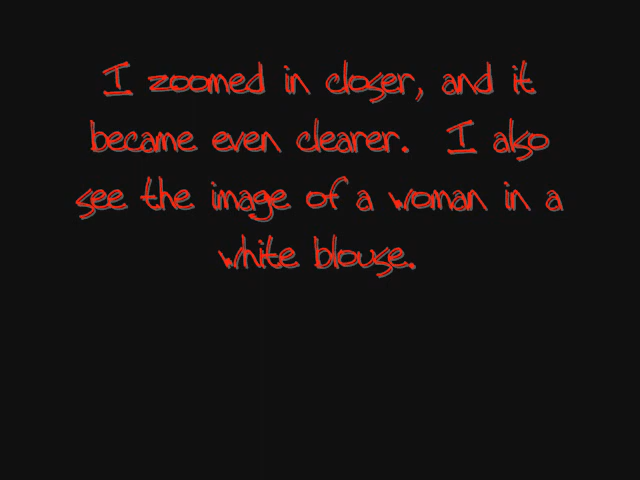 I zoomed in closer, and it
became even clearer. I also
see the image of a woman in a
white blouse.